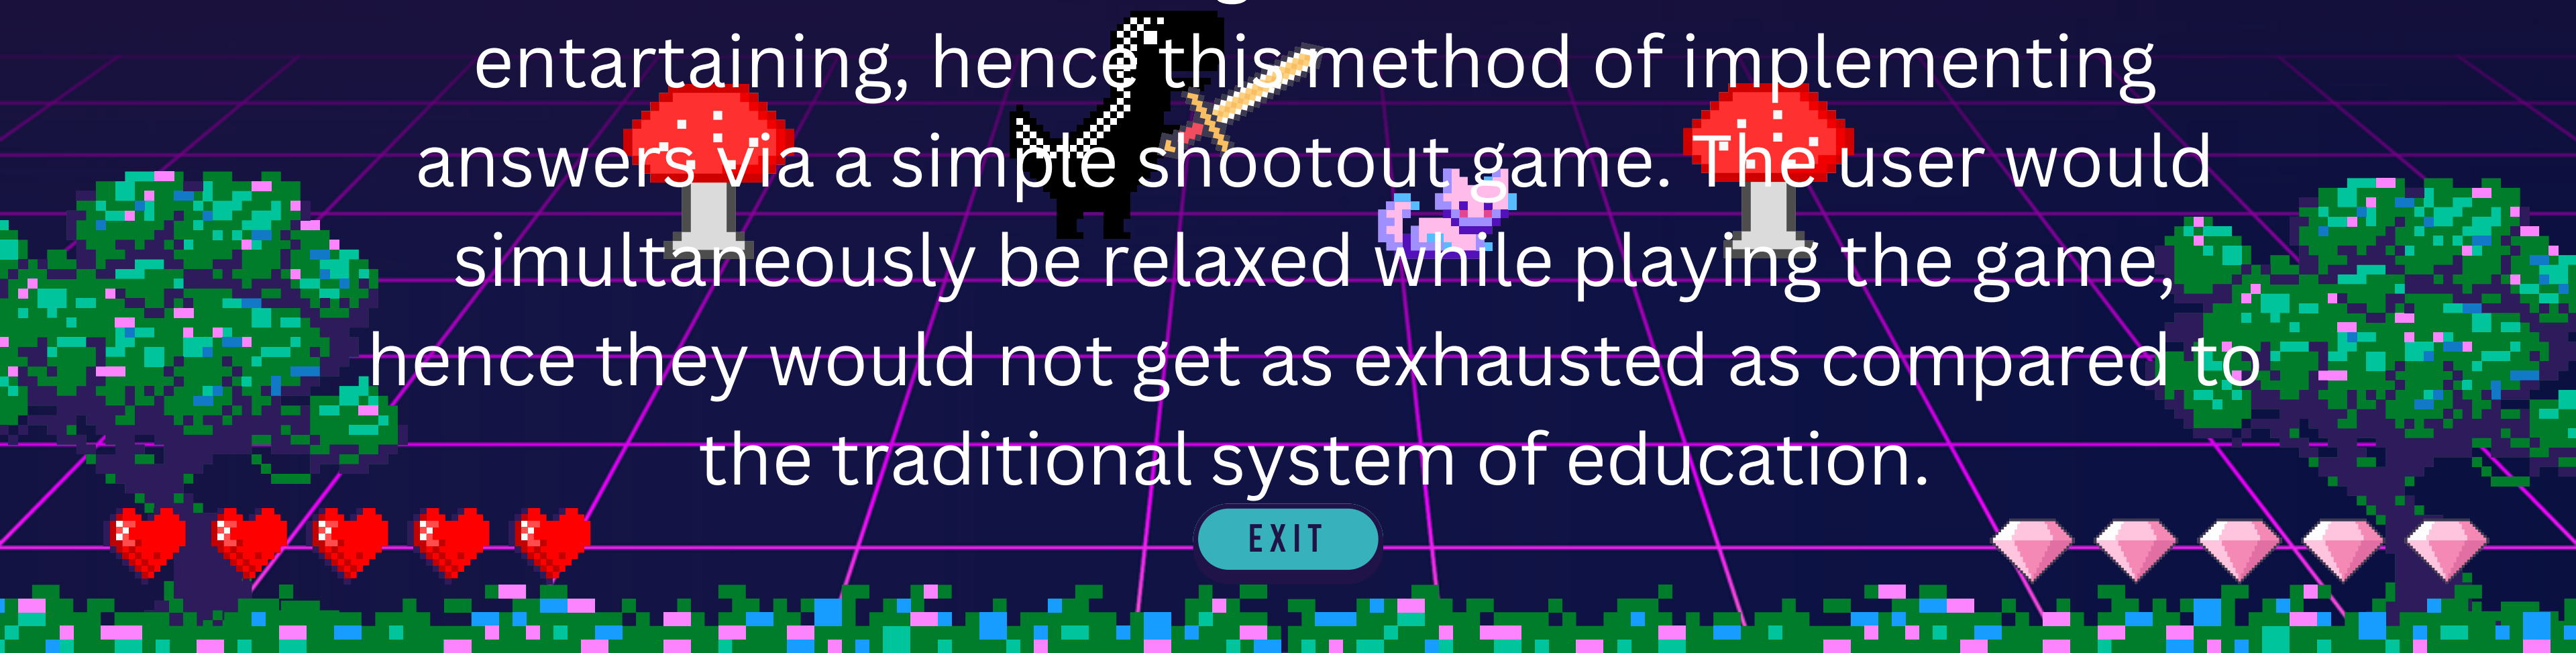 entartaining, hence this method of implementing
answers via a simple shootout game. The user would
simultaneously be relaxed while playing the game,
hence they would not get as exhausted as compared to
the traditional system of education.
EXIT